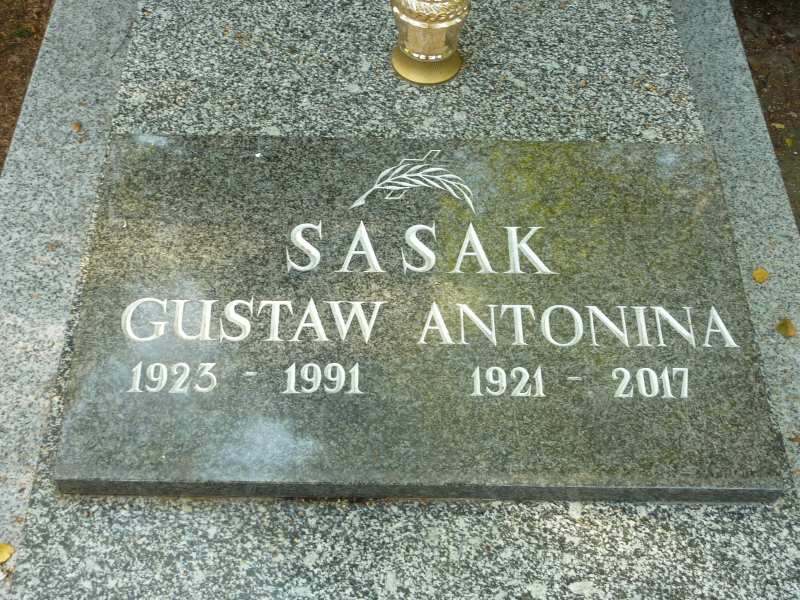 SASAK
GUSTAW ANTONINA
1923 - 1991 1921 - 2017